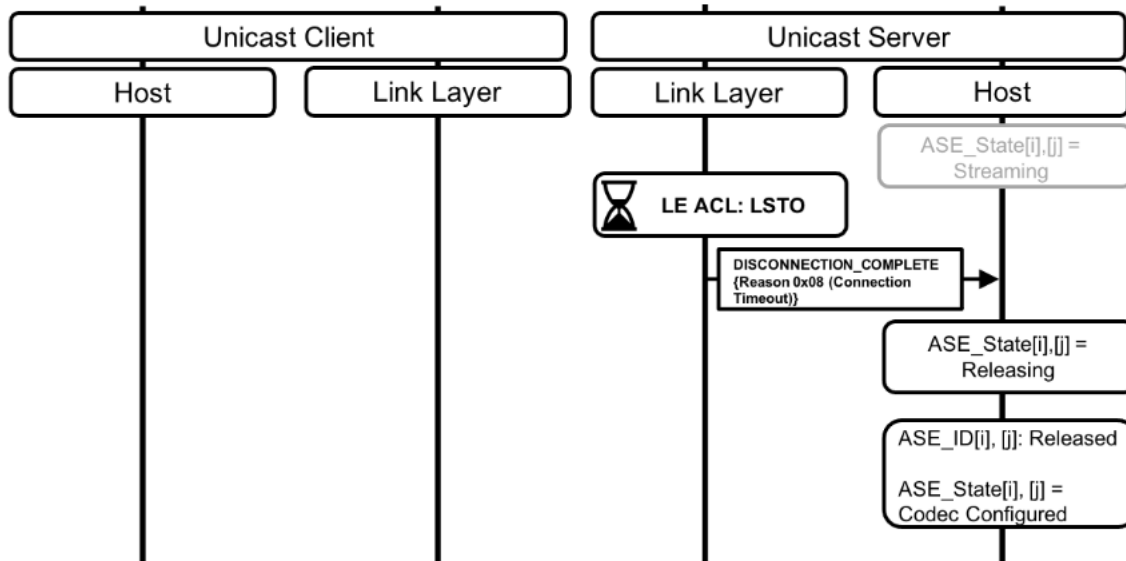 Unicast Client
Unicast Server
Host
Link Layer
Link Layer
Host
ASE_State[i],[j] =
Streaming
LE ACL: LSTO
DISCONNECTION_COMPLETE
{Reason 0x08 (Connection
Timeout)}
ASE_State[i],[j] =
Releasing
ASE_ID[i], [j]: Released
ASE_State[i], [j] =
Codec Configured